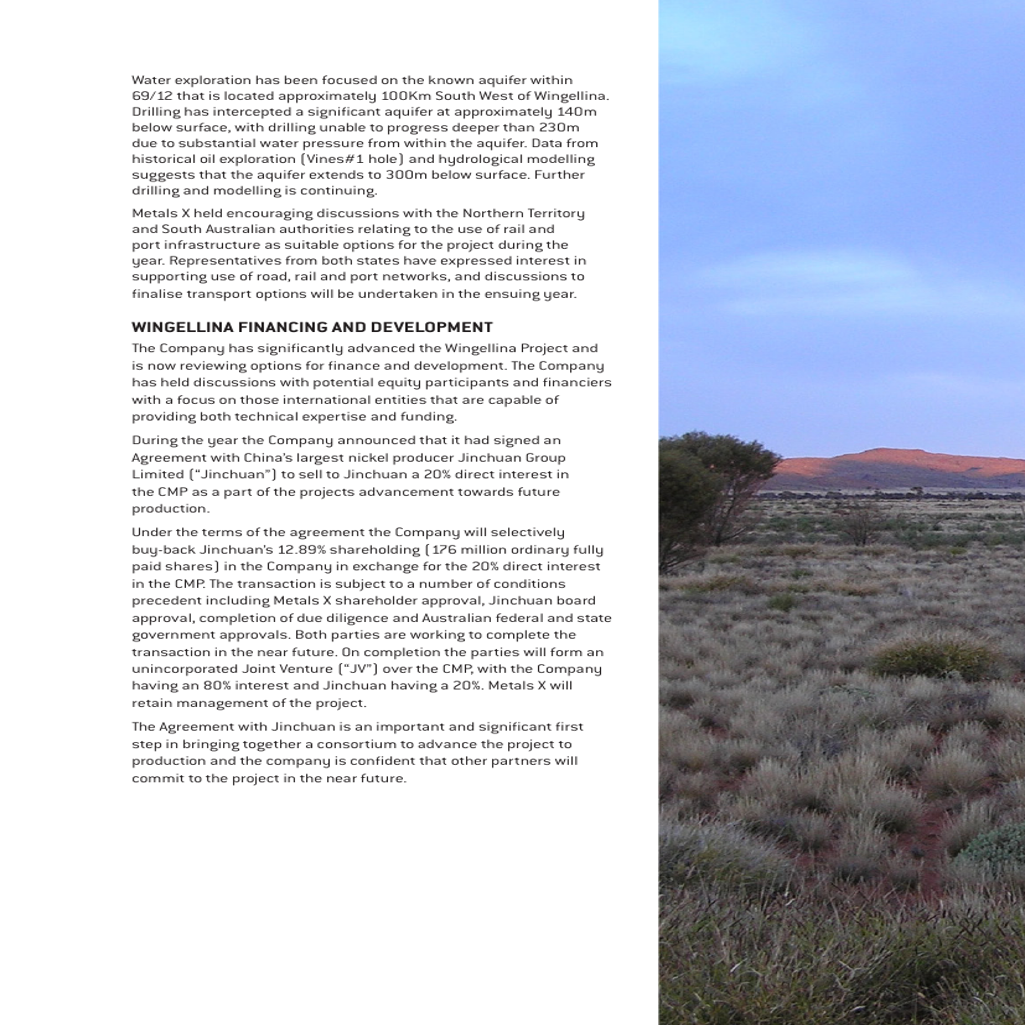 Water exploration has been focused on the known aquifer within
69/12 that is located approximately 100Km South West of Wingellina.
Drilling has intercepted a significant aquifer at approximately 140m
below surface, with drilling unable to progress deeper than 230m
due to substantial water pressure from within the aquifer. Data from
historical oil exploration (Vines#1 hole) and hydrological modelling
suggests that the aquifer extends to 300m below surface. Further
drilling and modelling is continuing.
Metals X held encouraging discussions with the Northern Territory
and South Australian authorities relating to the use of rail and
port infrastructure as suitable options for the project during the
year. Representatives from both states have expressed interest in
supporting use of road, rail and port networks, and discussions to
finalise transport options will be undertaken in the ensuing year.
WINGELLINA FINANCING AND DEVELOPMENT
The Company has significantly advanced the Wingellina Project and
is now reviewing options for finance and development. The Company
has held discussions with potential equity participants and financiers
with a focus on those international entities that are capable of
providing both technical expertise and funding.
During the year the Company announced that it had signed an
Agreement with China's largest nickel producer Jinchuan Group
Limited ("Jinchuan") to sell to Jinchuan a 20% direct interest in
the CMP as a part of the projects advancement towards future
production.
Under the terms of the agreement the Company will selectively
buy-back Jinchuan's 12.89% shareholding (176 million ordinary fully
paid shares) in the Company in exchange for the 20% direct interest
in the CMP. The transaction is subject to a number of conditions
precedent including Metals X shareholder approval, Jinchuan board
approval, completion of due diligence and Australian federal and state
government approvals. Both parties are working to complete the
transaction in the near future. On completion the parties will form an
unincorporated Joint Venture ("JV") over the CMP, with the Company
having an 80% interest and Jinchuan having a 20%. Metals X will
retain management of the project.
The Agreement with Jinchuan is an important and significant first
step in bringing together a consortium to advance the project to
production and the company is confident that other partners will
commit to the project in the near future.